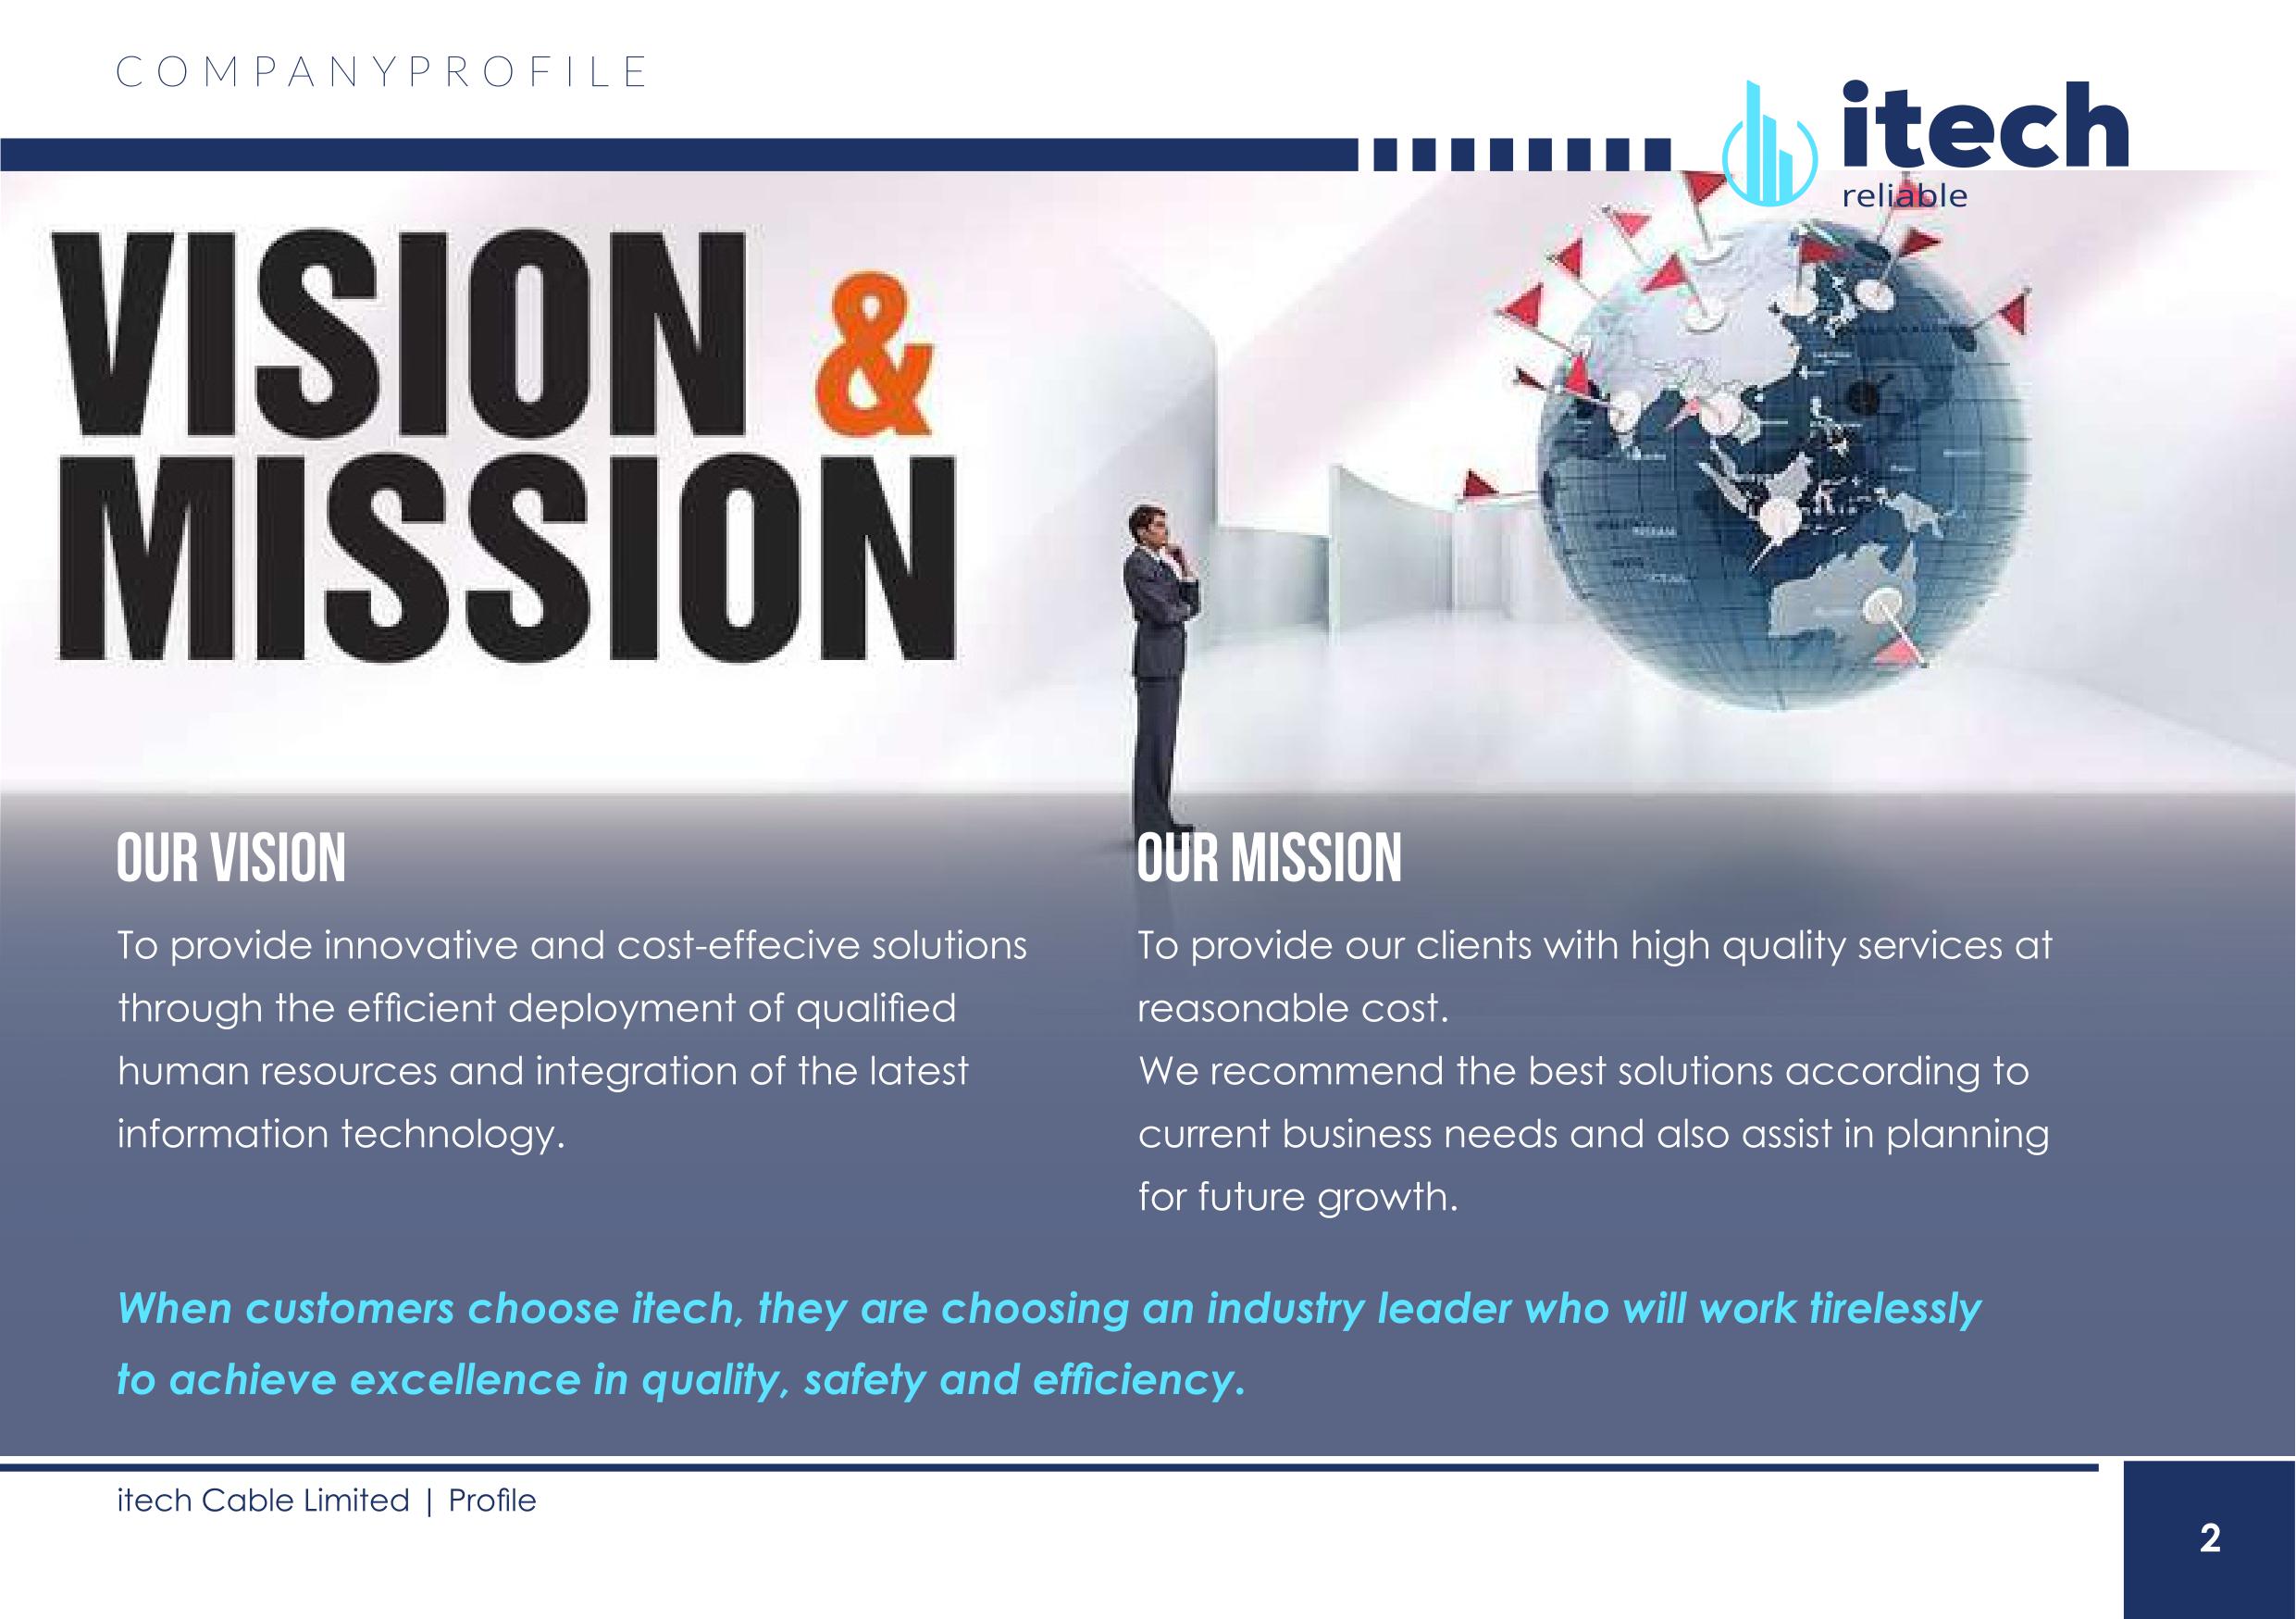 COMPANYPROFILE
itech
reliable
VISION &
MISSION
OUR VISION
To provide innovative and cost-effecive solutions
through the efficient deployment of qualified
human resources and integration of the latest
information technology.
OUR MISSION
To provide our clients with high quality services at
reasonable cost.
We recommend the best solutions according to
current business needs and also assist in planning
for future growth.
When customers choose itech, they are choosing an industry leader who will work tirelessly
to achieve excellence in quality, safety and efficiency.
itech Cable Limited | Profile
2